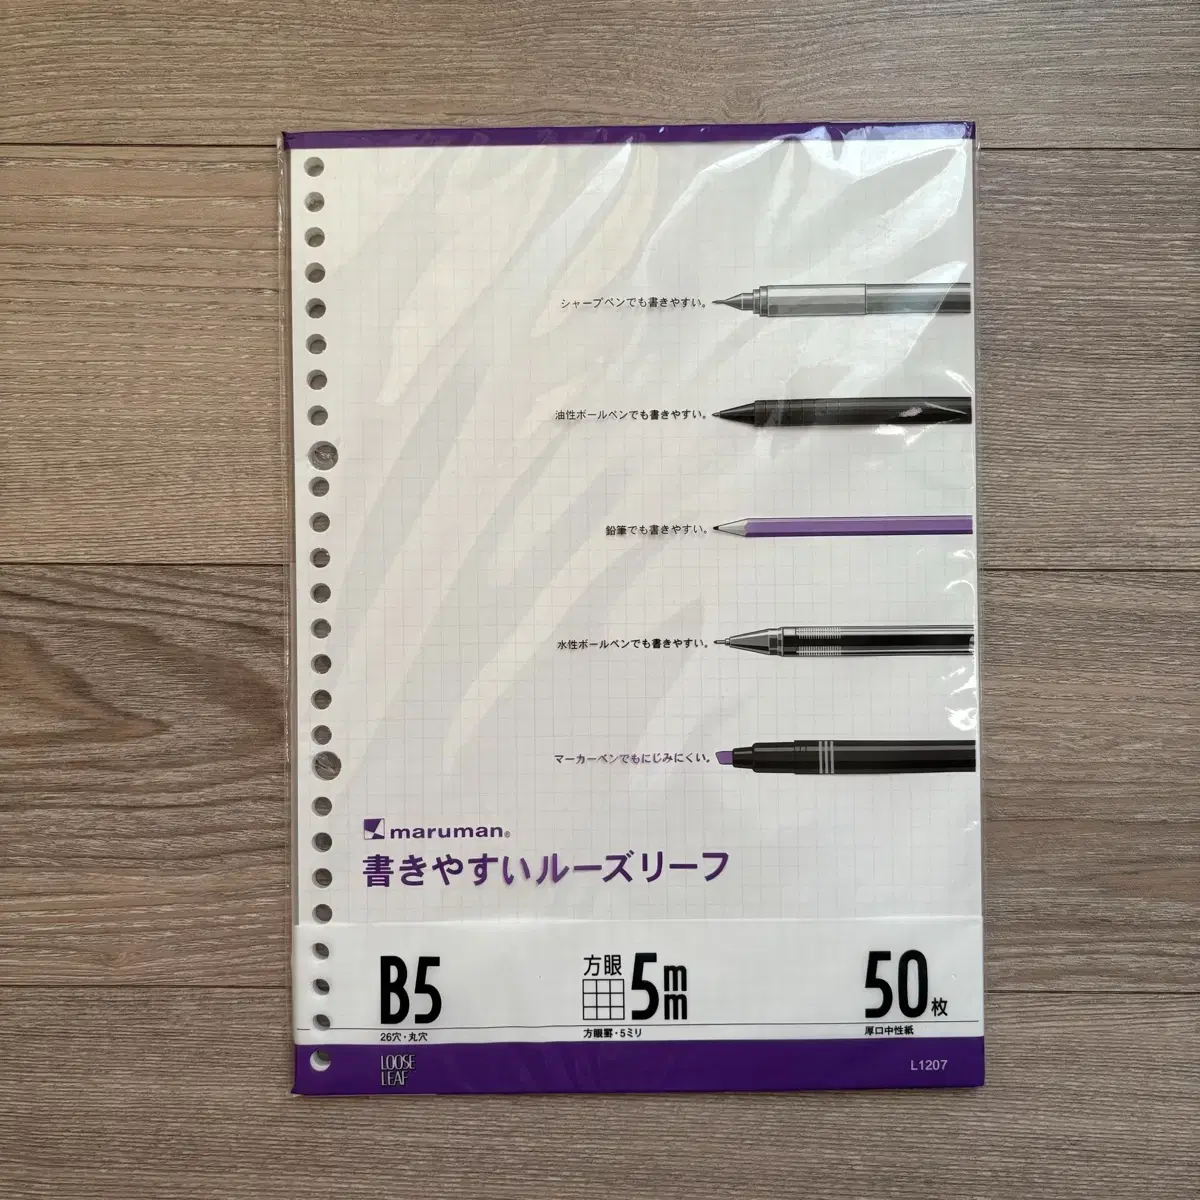 シャープペンでも書きやすい。
油性ボールペンでも書きやすい。
鉛筆でも書きやすい。
水性ボールペンでも書きやすい。
マーカーペンでもにじみにくい。
maruman®
書きやすいルーズリーフ
B5
26穴・丸穴
方眼
5mm
方眼罫・5ミリ
50枚
厚口中性紙
LOOSE
LEAF
L1207